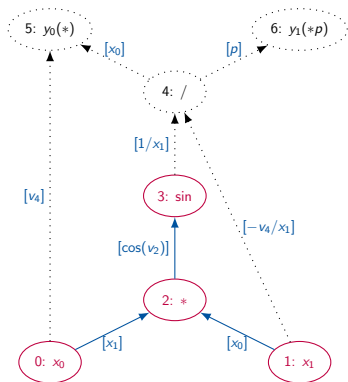 5: y₀(*)
6: y₁(*p)
[x₀]
[p]
4: /
[1/x₁]
[v₄]
3: sin
[−v₄/x₁]
[cos(v₂)]
2: *
[x₁]
[x₀]
0: x₀
1: x₁